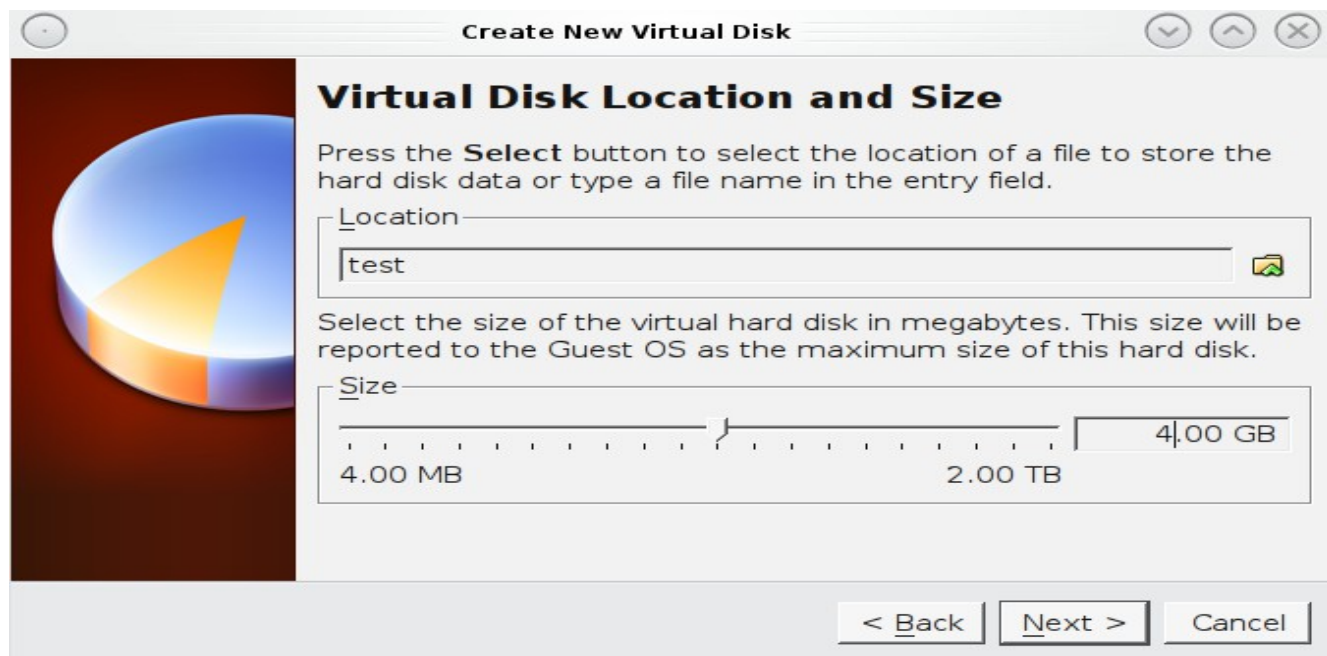 Create New Virtual Disk
Virtual Disk Location and Size
Press the Select button to select the location of a file to store the
hard disk data or type a file name in the entry field.
Location
test
Select the size of the virtual hard disk in megabytes. This size will be
reported to the Guest OS as the maximum size of this hard disk.
Size
4.00 GB
4.00 MB 2.00 TB
< Back Next > Cancel